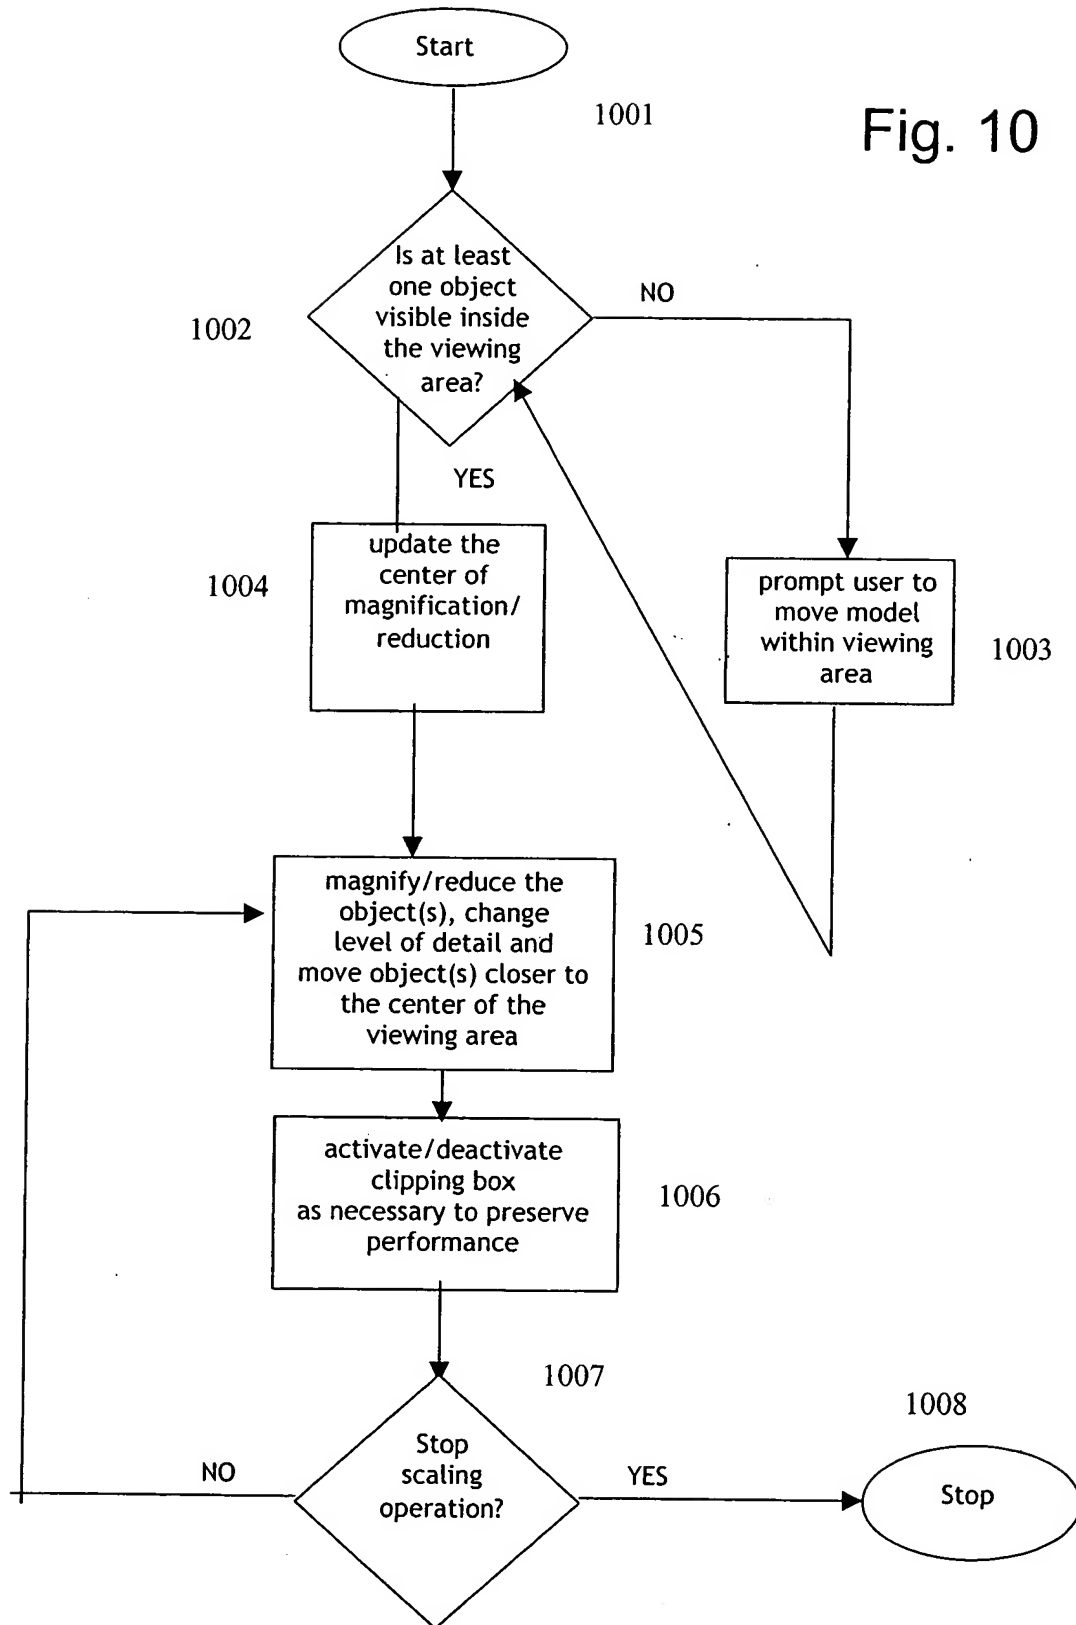 Start
1001
Fig. 10
Is at least
one object
visible inside
the viewing
area?
NO
1002
YES
update the
center of
magnification/
reduction
1004
prompt user to
move model
within viewing
area
1003
magnify/reduce the
object(s), change
level of detail and
move object(s) closer to
the center of the
viewing area
1005
activate/deactivate
clipping box
as necessary to preserve
performance
1006
1007
Stop
scaling
operation?
NO
YES
1008
Stop